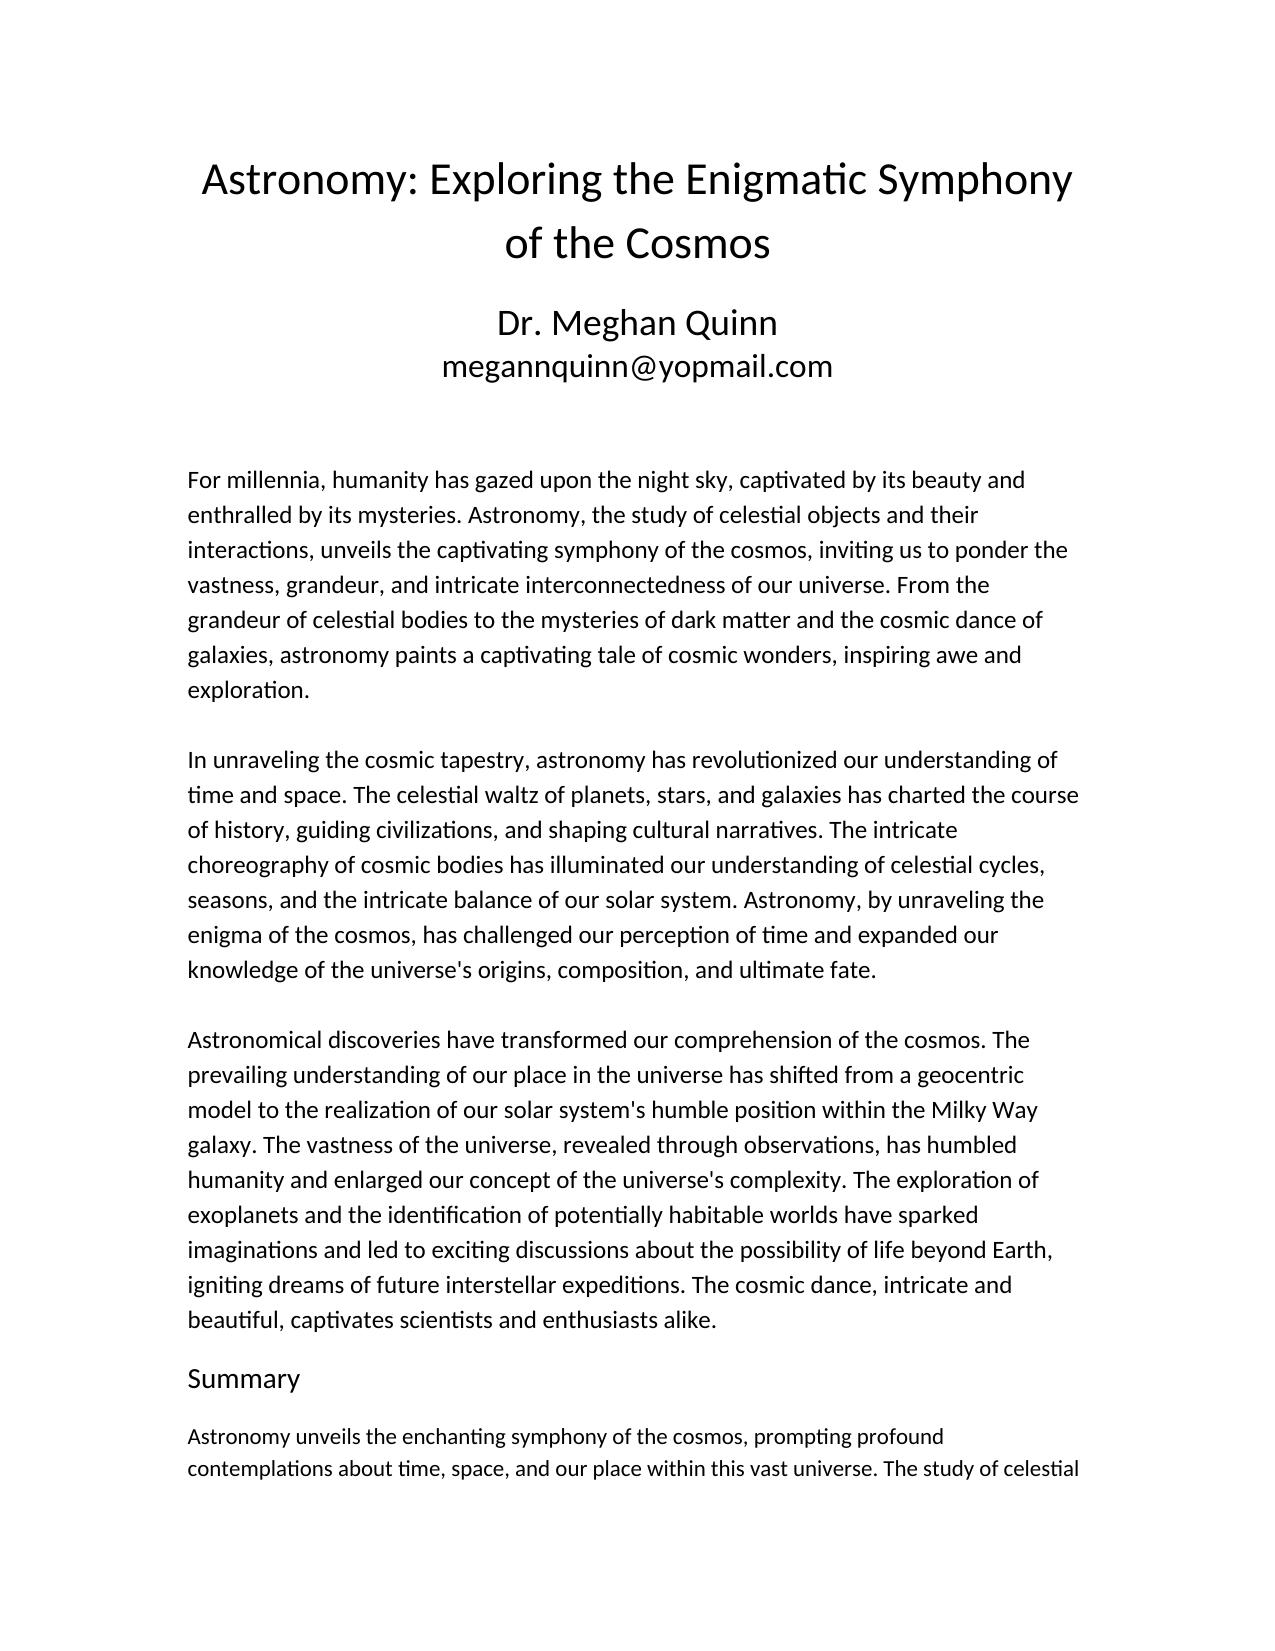 Astronomy: Exploring the Enigmatic Symphony
of the Cosmos
Dr. Meghan Quinn
megannquinn@yopmail.com
For millennia, humanity has gazed upon the night sky, captivated by its beauty and
enthralled by its mysteries. Astronomy, the study of celestial objects and their
interactions, unveils the captivating symphony of the cosmos, inviting us to ponder the
vastness, grandeur, and intricate interconnectedness of our universe. From the
grandeur of celestial bodies to the mysteries of dark matter and the cosmic dance of
galaxies, astronomy paints a captivating tale of cosmic wonders, inspiring awe and
exploration.
In unraveling the cosmic tapestry, astronomy has revolutionized our understanding of
time and space. The celestial waltz of planets, stars, and galaxies has charted the course
of history, guiding civilizations, and shaping cultural narratives. The intricate
choreography of cosmic bodies has illuminated our understanding of celestial cycles,
seasons, and the intricate balance of our solar system. Astronomy, by unraveling the
enigma of the cosmos, has challenged our perception of time and expanded our
knowledge of the universe's origins, composition, and ultimate fate.
Astronomical discoveries have transformed our comprehension of the cosmos. The
prevailing understanding of our place in the universe has shifted from a geocentric
model to the realization of our solar system's humble position within the Milky Way
galaxy. The vastness of the universe, revealed through observations, has humbled
humanity and enlarged our concept of the universe's complexity. The exploration of
exoplanets and the identification of potentially habitable worlds have sparked
imaginations and led to exciting discussions about the possibility of life beyond Earth,
igniting dreams of future interstellar expeditions. The cosmic dance, intricate and
beautiful, captivates scientists and enthusiasts alike.
Summary
Astronomy unveils the enchanting symphony of the cosmos, prompting profound
contemplations about time, space, and our place within this vast universe. The study of celestial